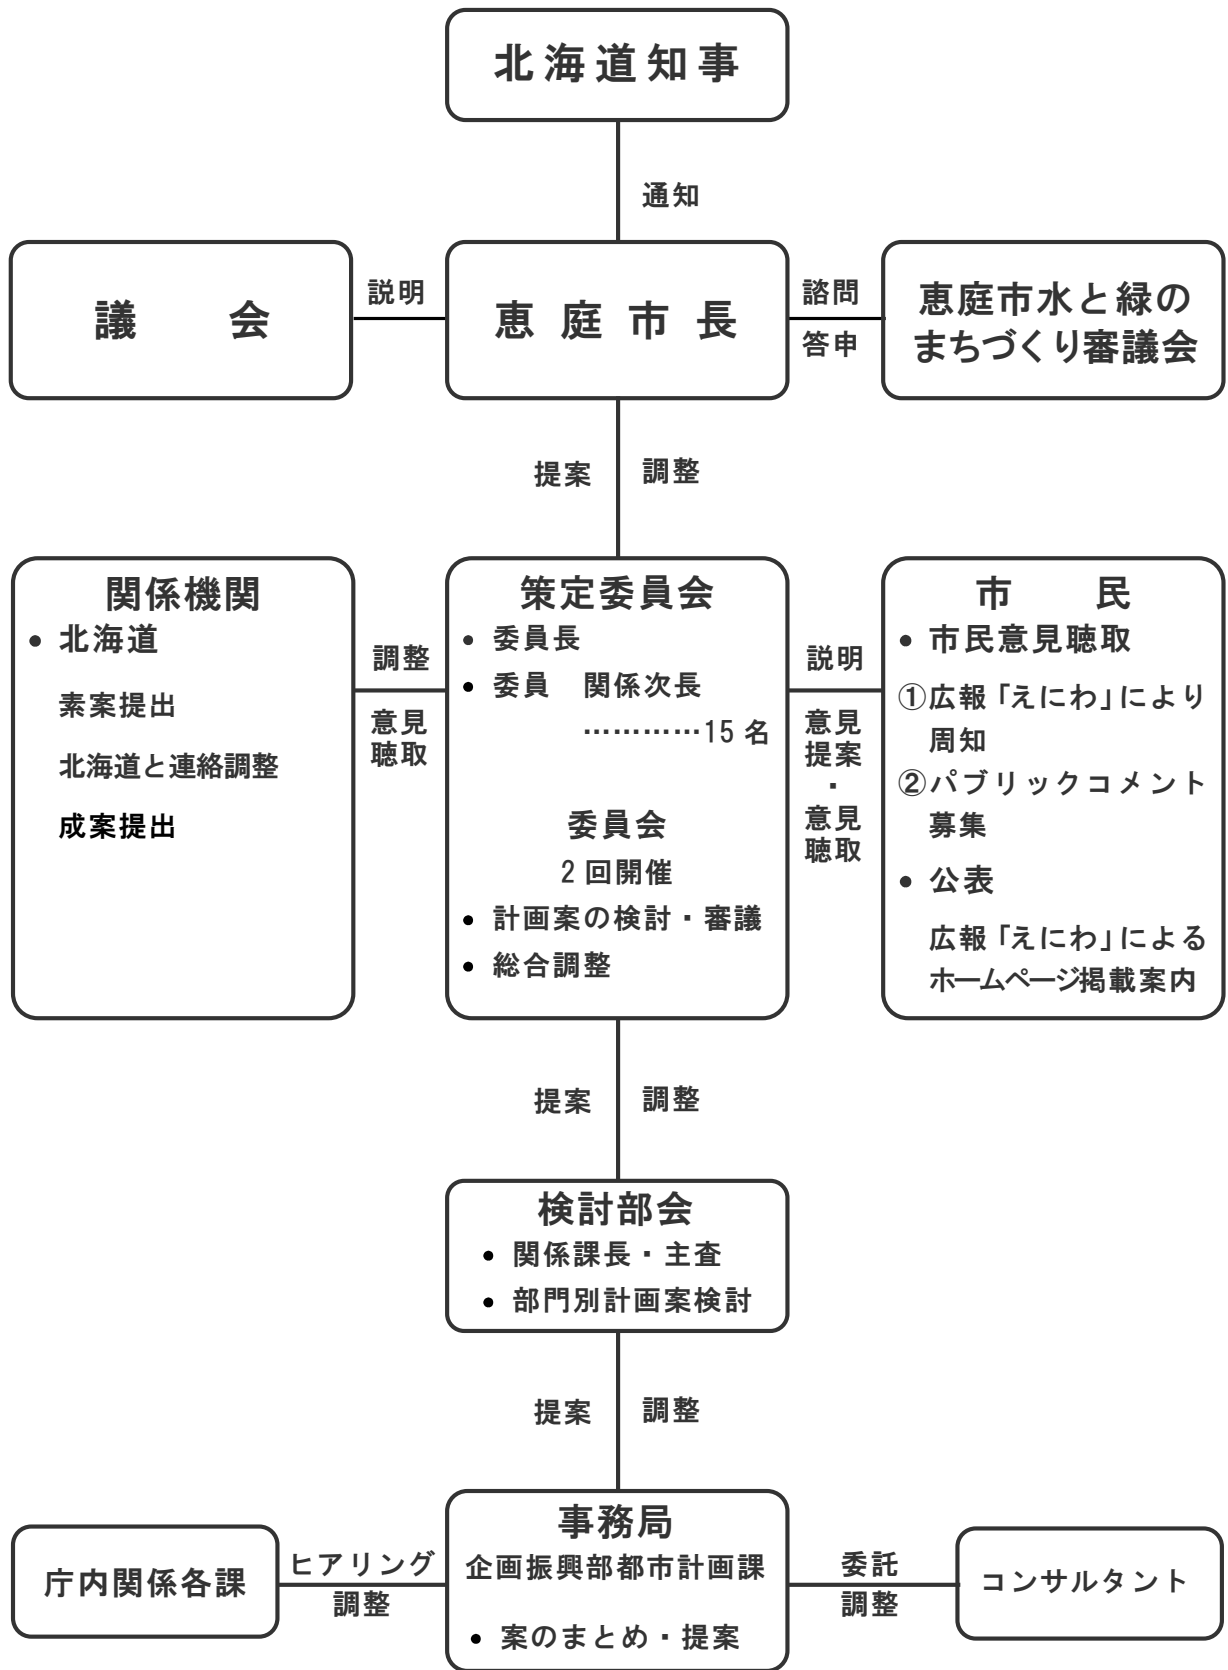 北海道知事
通知
議　　会
説明
恵庭市長
諮問
答申
恵庭市水と緑の
まちづくり審議会
提案
調整
関係機関
• 北海道
素案提出
北海道と連絡調整
成案提出
調整
意見
聴取
策定委員会
• 委員長
• 委員　関係次長
…………15名
委員会
2回開催
• 計画案の検討・審議
• 総合調整
説明
意見
提案
・
意見
聴取
市　　民
• 市民意見聴取
①広報「えにわ」により
周知
②パブリックコメント
募集
• 公表
広報「えにわ」による
ホームページ掲載案内
提案
調整
検討部会
• 関係課長・主査
• 部門別計画案検討
提案
調整
庁内関係各課
ヒアリング
調整
事務局
企画振興部都市計画課
• 案のまとめ・提案
委託
調整
コンサルタント